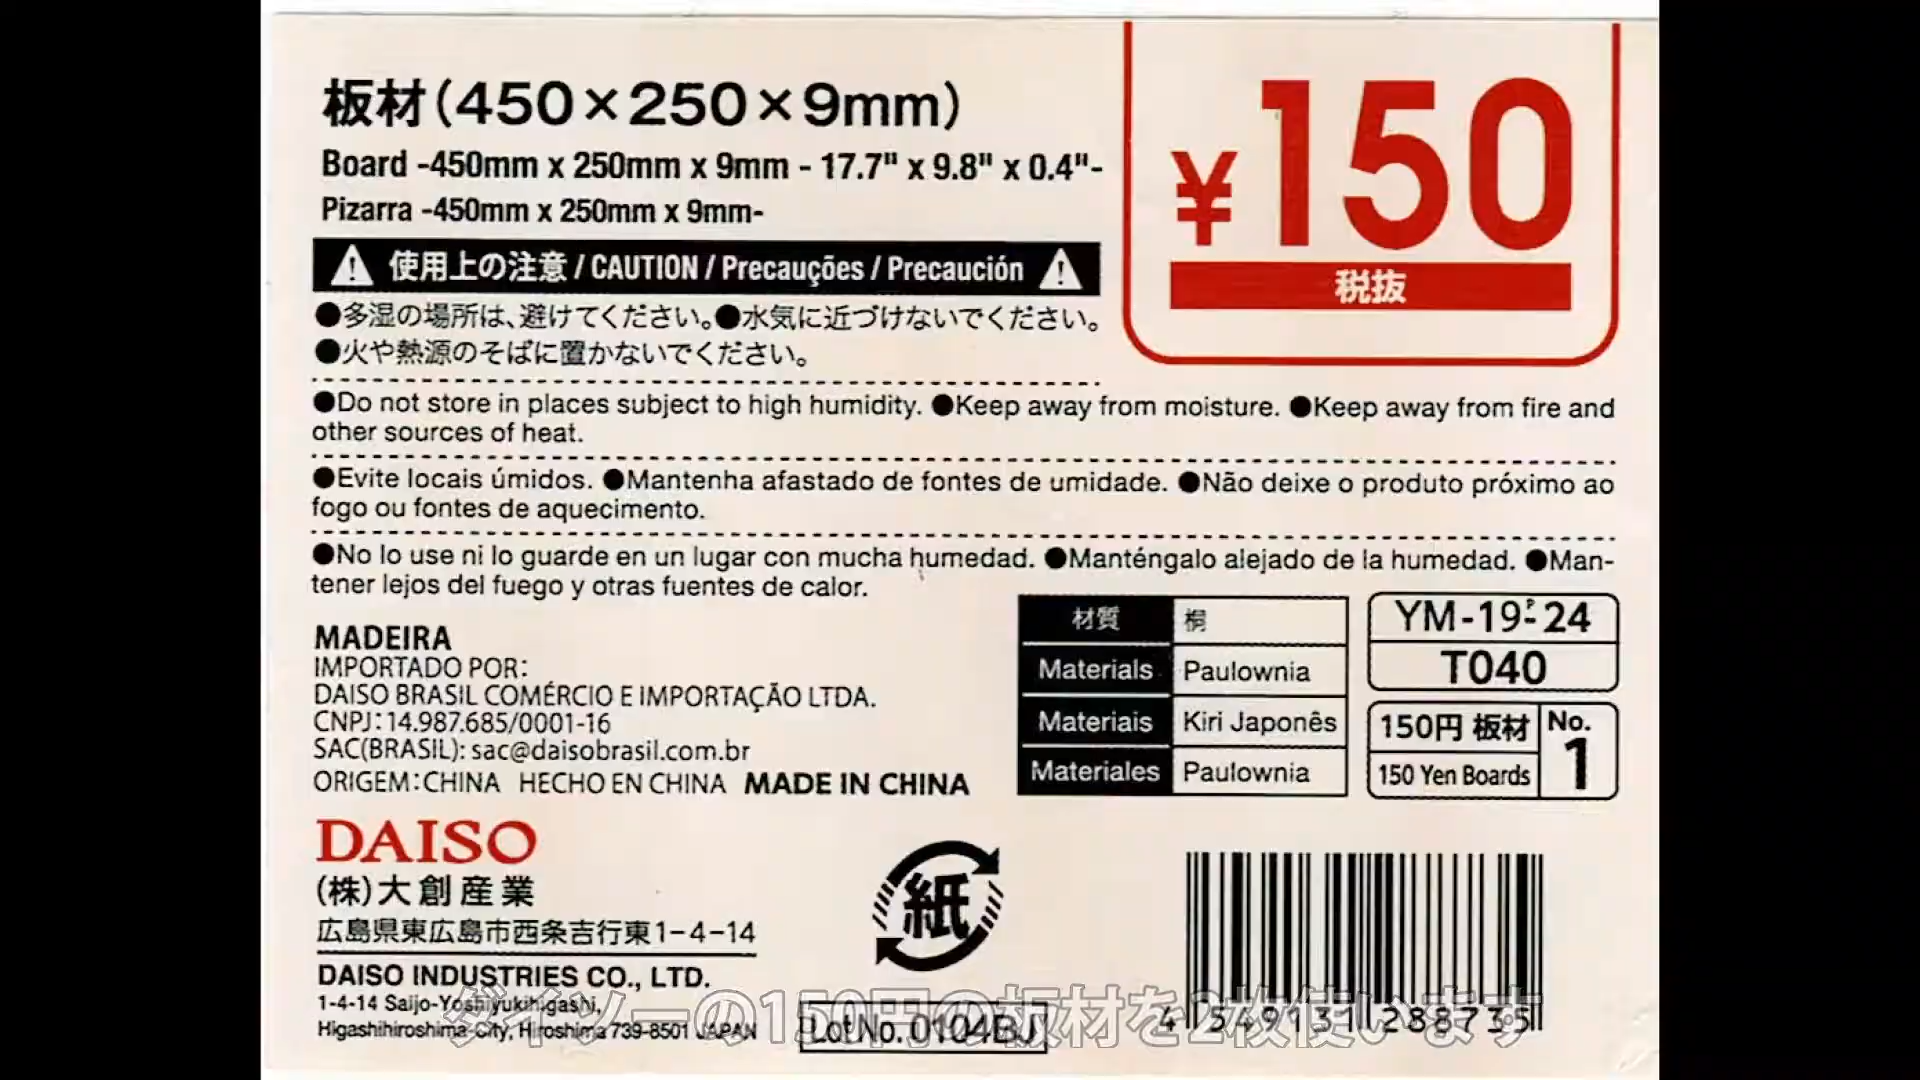 板材(450×250×9mm)
Board -450mm x 250mm x 9mm - 17.7" x 9.8" x 0.4"-
Pizarra -450mm x 250mm x 9mm-
¥150
税抜
使用上の注意 / CAUTION / Precauções / Precaución
●多湿の場所は、避けてください。●水気に近づけないでください。
●火や熱源のそばに置かないでください。
●Do not store in places subject to high humidity. ●Keep away from moisture. ●Keep away from fire and
other sources of heat.
●Evite locais úmidos. ●Mantenha afastado de fontes de umidade. ●Não deixe o produto próximo ao
fogo ou fontes de aquecimento.
●No lo use ni lo guarde en un lugar con mucha humedad. ●Manténgalo alejado de la humedad. ●Man-
tener lejos del fuego y otras fuentes de calor.
MADEIRA
IMPORTADO POR:
DAISO BRASIL COMÉRCIO E IMPORTAÇÃO LTDA.
CNPJ: 14.987.685/0001-16
SAC(BRASIL): sac@daisobrasil.com.br
ORIGEM:CHINA HECHO EN CHINA MADE IN CHINA
材質 桐
Materials Paulownia
Materiais Kiri Japonês
Materiales Paulownia
YM-19-24
T040
150円 板材
150 Yen Boards
No.
1
DAISO
(株)大創産業
広島県東広島市西条吉行東1-4-14
DAISO INDUSTRIES CO., LTD.
1-4-14 Saijo-Yoshiyukihigashi,
Higashihiroshima-City, Hiroshima 739-8501 JAPAN
紙
Lot No. 0104BJ
4 549131 288735
ダイソーの150円の板材を2枚使います